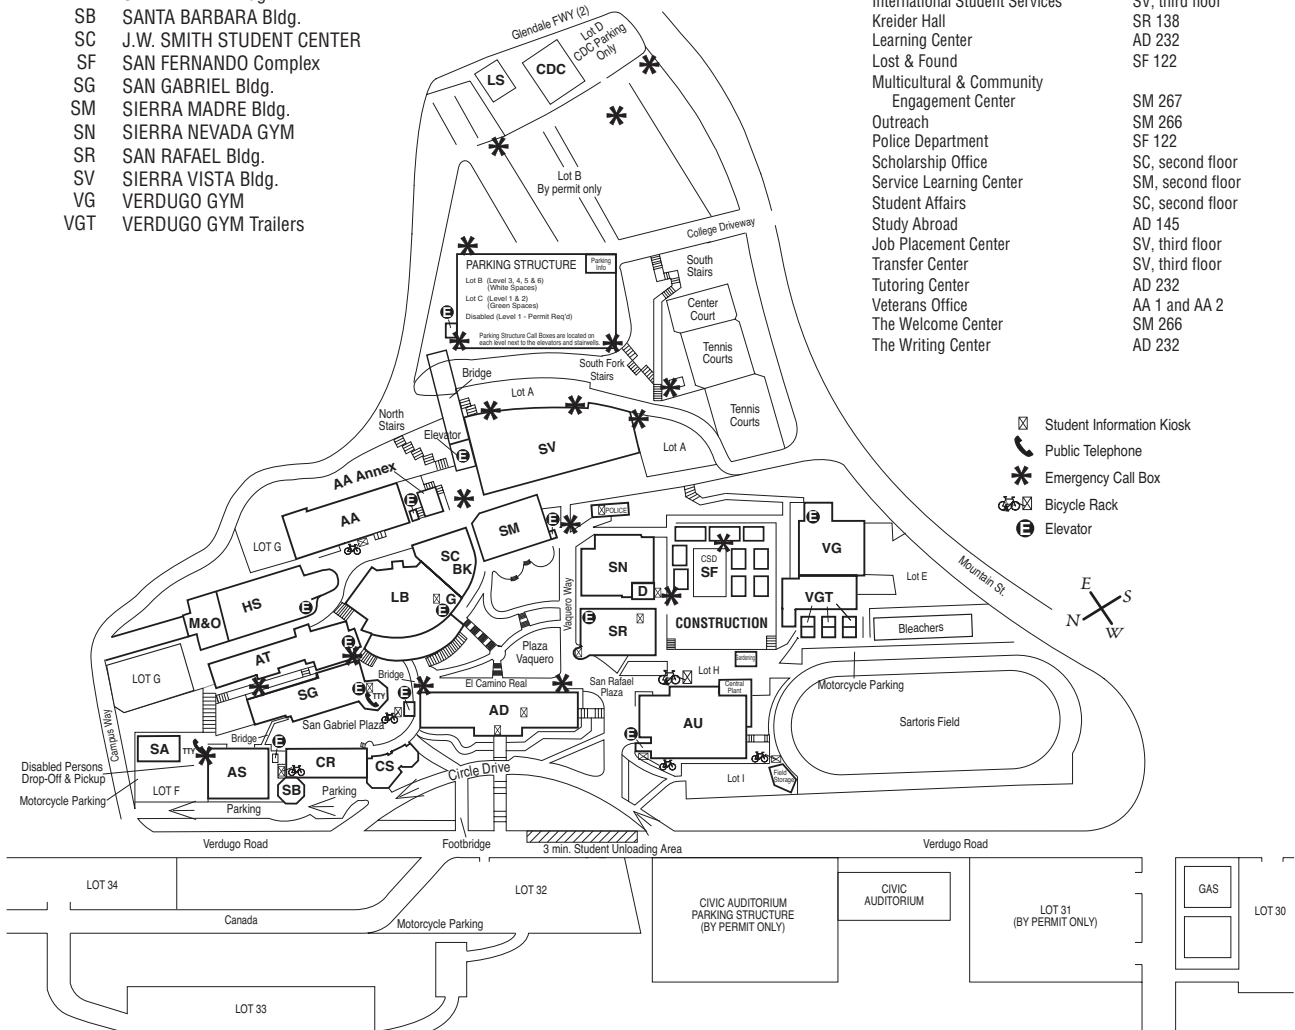 SB SANTA BARBARA Bldg.
SC J.W. SMITH STUDENT CENTER
SF SAN FERNANDO Complex
SG SAN GABRIEL Bldg.
SM SIERRA MADRE Bldg.
SN SIERRA NEVADA GYM
SR SAN RAFAEL Bldg.
SV SIERRA VISTA Bldg.
VG VERDUGO GYM
VGT VERDUGO GYM Trailers
International Student Services SV, third floor
Kreider Hall SR 138
Learning Center AD 232
Lost & Found SF 122
Multicultural & Community
Engagement Center SM 267
Outreach SM 266
Police Department SF 122
Scholarship Office SC, second floor
Service Learning Center SM, second floor
Student Affairs SC, second floor
Study Abroad AD 145
Job Placement Center SV, third floor
Transfer Center SV, third floor
Tutoring Center AD 232
Veterans Office AA 1 and AA 2
The Welcome Center SM 266
The Writing Center AD 232
Student Information Kiosk
Public Telephone
Emergency Call Box
Bicycle Rack
E Elevator
Glendale FWY (2)
Lot D
CDC Parking
Only
LS
CDC
Lot B
By permit only
College Driveway
PARKING STRUCTURE
Parking
Info
Lot B (Level 3, 4, 5 & 6)
(White Spaces)
Lot C (Level 1 & 2)
(Green Spaces)
Disabled (Level 1 - Permit Req'd)
Parking Structure Call Boxes are located on
each level next to the elevators and stairwells.
E
South
Stairs
Center
Court
Tennis
Courts
Tennis
Courts
South Fork
Stairs
Bridge
Lot A
North
Stairs
Elevator
E
SV
Lot A
AA Annex
AA
E
LOT G
SM
E
POLICE
SC
BK
LB
G
E
HS
E
M&O
SN
D
SR
E
CSD
SF
CONSTRUCTION
VG
E
VGT
Lot E
Mountain St.
E
S
N
W
Bleachers
Vaquero Way
Plaza
Vaquero
El Camino Real
San Rafael
Plaza
Lot H
Gardening
Central
Plant
Motorcycle Parking
Sartoris Field
AT
E
LOT G
SG
E
TTY
Bridge
E
San Gabriel Plaza
AD
AU
E
Campus Way
SA
TTY
Bridge
E
AS
CR
CS
SB
Disabled Persons
Drop-Off & Pickup
Motorcycle Parking
LOT F
Parking
Parking
Circle Drive
Lot I
Field
Storage
Verdugo Road
Footbridge
3 min. Student Unloading Area
Verdugo Road
LOT 34
LOT 32
Canada
Motorcycle Parking
LOT 33
CIVIC AUDITORIUM
PARKING STRUCTURE
(BY PERMIT ONLY)
CIVIC
AUDITORIUM
LOT 31
(BY PERMIT ONLY)
GAS
LOT 30